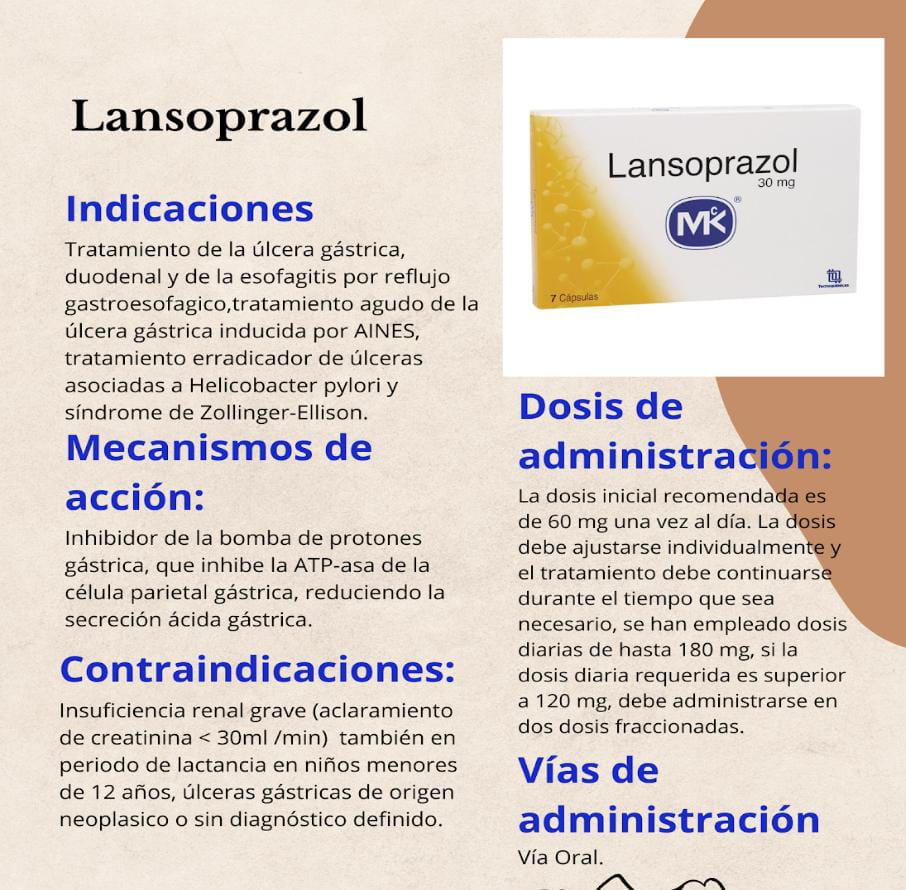 Lansoprazol
Indicaciones
Tratamiento de la úlcera gástrica,
duodenal y de la esofagitis por reflujo
gastroesofagico,tratamiento agudo de la
úlcera gástrica inducida por AINES,
tratamiento erradicador de úlceras
asociadas a Helicobacter pylori y
síndrome de Zollinger-Ellison.
Mecanismos de
acción:
Inhibidor de la bomba de protones
gástrica, que inhibe la ATP-asa de la
célula parietal gástrica, reduciendo la
secreción ácida gástrica.
Contraindicaciones:
Insuficiencia renal grave (aclaramiento
de creatinina < 30ml /min)  también en
periodo de lactancia en niños menores
de 12 años, úlceras gástricas de origen
neoplasico o sin diagnóstico definido.
Lansoprazol
30 mg
McK®
7 Cápsulas
Tecnoquímicas
Dosis de
administración:
La dosis inicial recomendada es
de 60 mg una vez al día. La dosis
debe ajustarse individualmente y
el tratamiento debe continuarse
durante el tiempo que sea
necesario, se han empleado dosis
diarias de hasta 180 mg, si la
dosis diaria requerida es superior
a 120 mg, debe administrarse en
dos dosis fraccionadas.
Vías de
administración
Vía Oral.